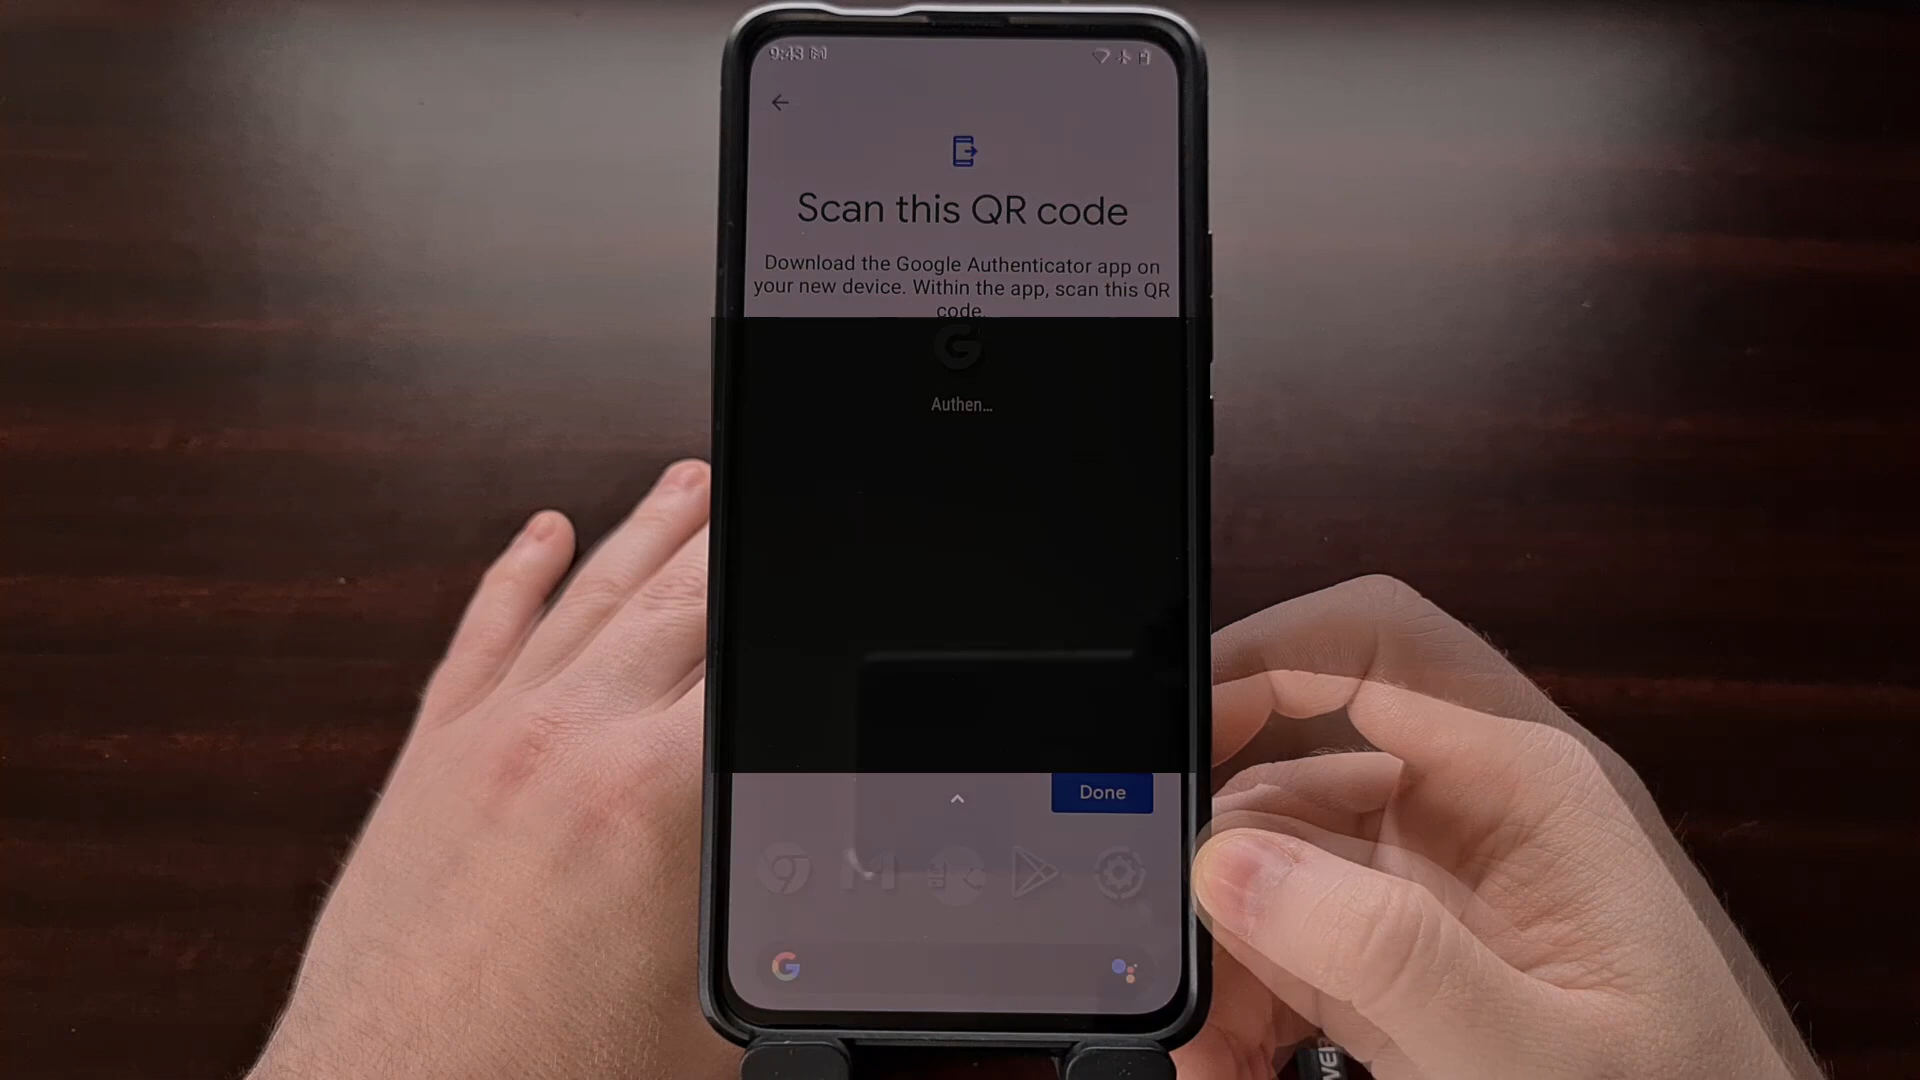 9:43
Scan this QR code
Download the Google Authenticator app on
your new device. Within the app, scan this QR
code.
Authen...
Done